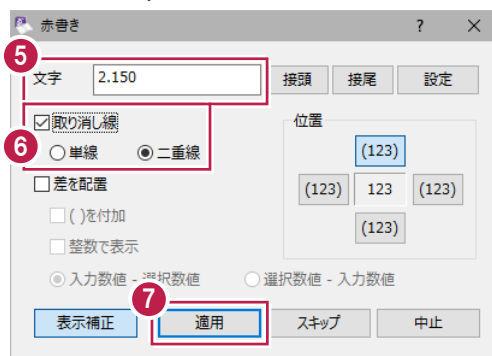 赤書き ? ×
5
文字 2.150 接頭 接尾 設定
取り消し線
6 単線 二重線
位置
(123)
(123) 123 (123)
(123)
差を配置
( )を付加
整数で表示
入力数値 - 選択数値 選択数値 - 入力数値
7
表示補正 適用 スキップ 中止